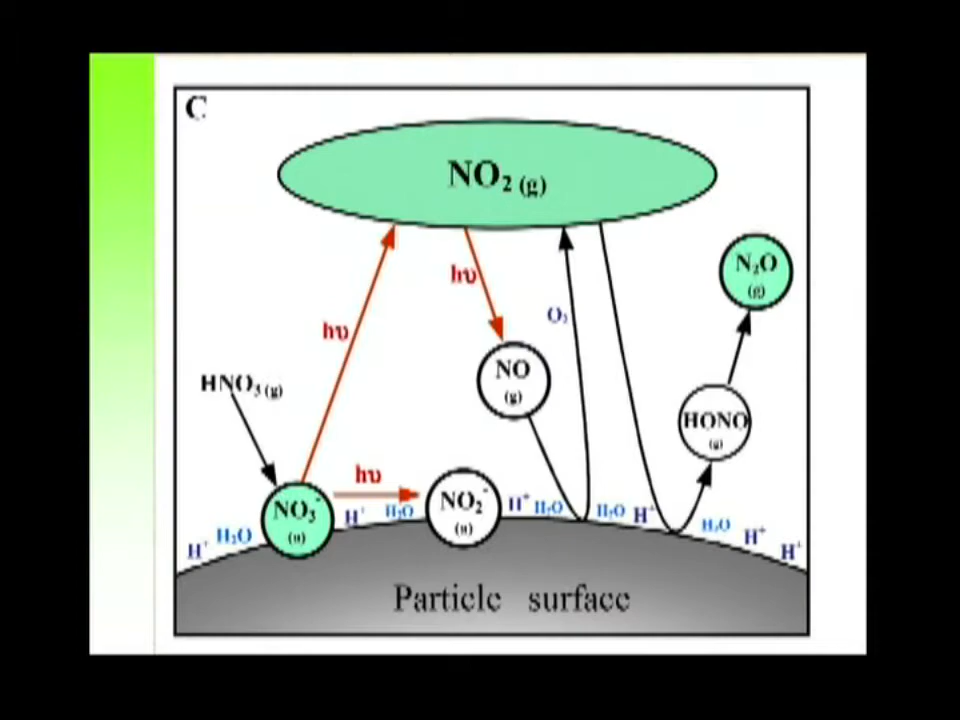 C
NO₂ (g)
N₂O
(g)
hυ
O₂
hυ
NO
(g)
HNO₃ (g)
HONO
(g)
hυ
NO₃⁻
NO₂⁻
H⁺ H₂O H⁺ H₂O H⁺ H₂O H₂O H⁺ H₂O H⁺ H⁺
Particle surface